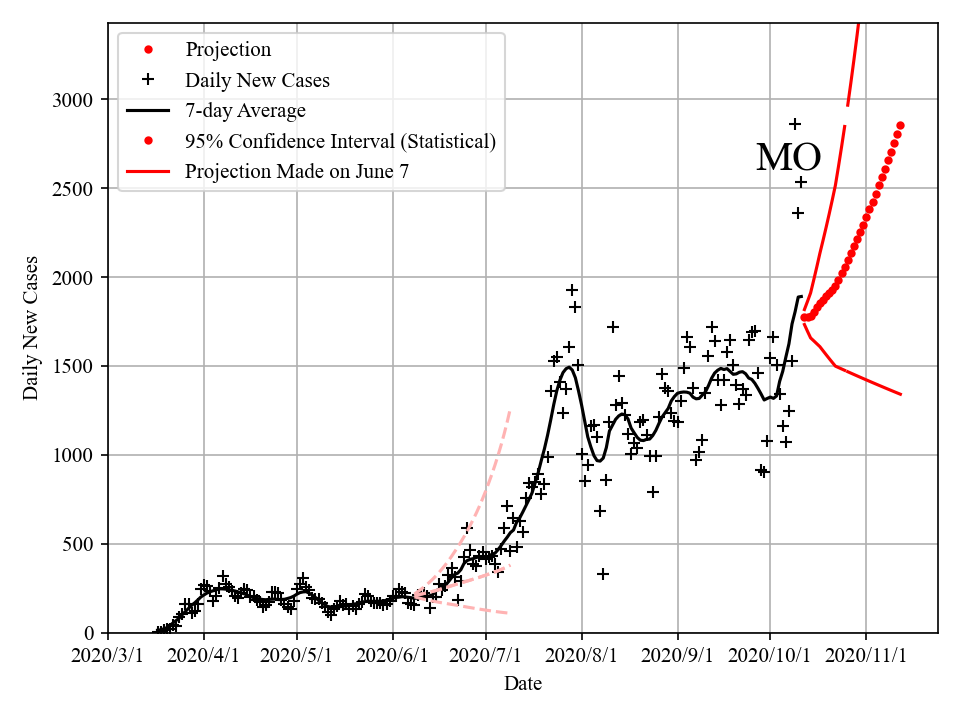 Projection
Daily New Cases
7-day Average
95% Confidence Interval (Statistical)
Projection Made on June 7
MO
3000
2500
2000
1500
1000
500
0
Daily New Cases
2020/3/1 2020/4/1 2020/5/1 2020/6/1 2020/7/1 2020/8/1 2020/9/1 2020/10/1 2020/11/1
Date